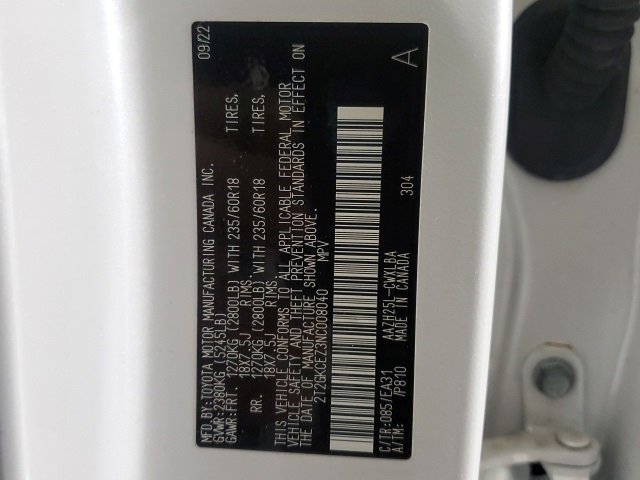 MFD.BY:TOYOTA MOTOR MANUFACTURING CANADA INC. 09/22
GVWR:2380KG (5245LB)
GAWR:FRT. 1270KG (2800LB) WITH 235/60R18 TIRES,
18X7.5J RIMS.
RR. 1270KG (2800LB) WITH 235/60R18 TIRES,
18X7.5J RIMS.
THIS VEHICLE CONFORMS TO ALL APPLICABLE FEDERAL MOTOR
VEHICLE SAFETY AND THEFT PREVENTION STANDARDS IN EFFECT ON
THE DATE OF MANUFACTURE SHOWN ABOVE.
2T2GKCEZ3NC008040 MPV
304
C/TR:085/EA31 AAZH25L-CWXLBA
A/TM: /P810 MADE IN CANADA
A